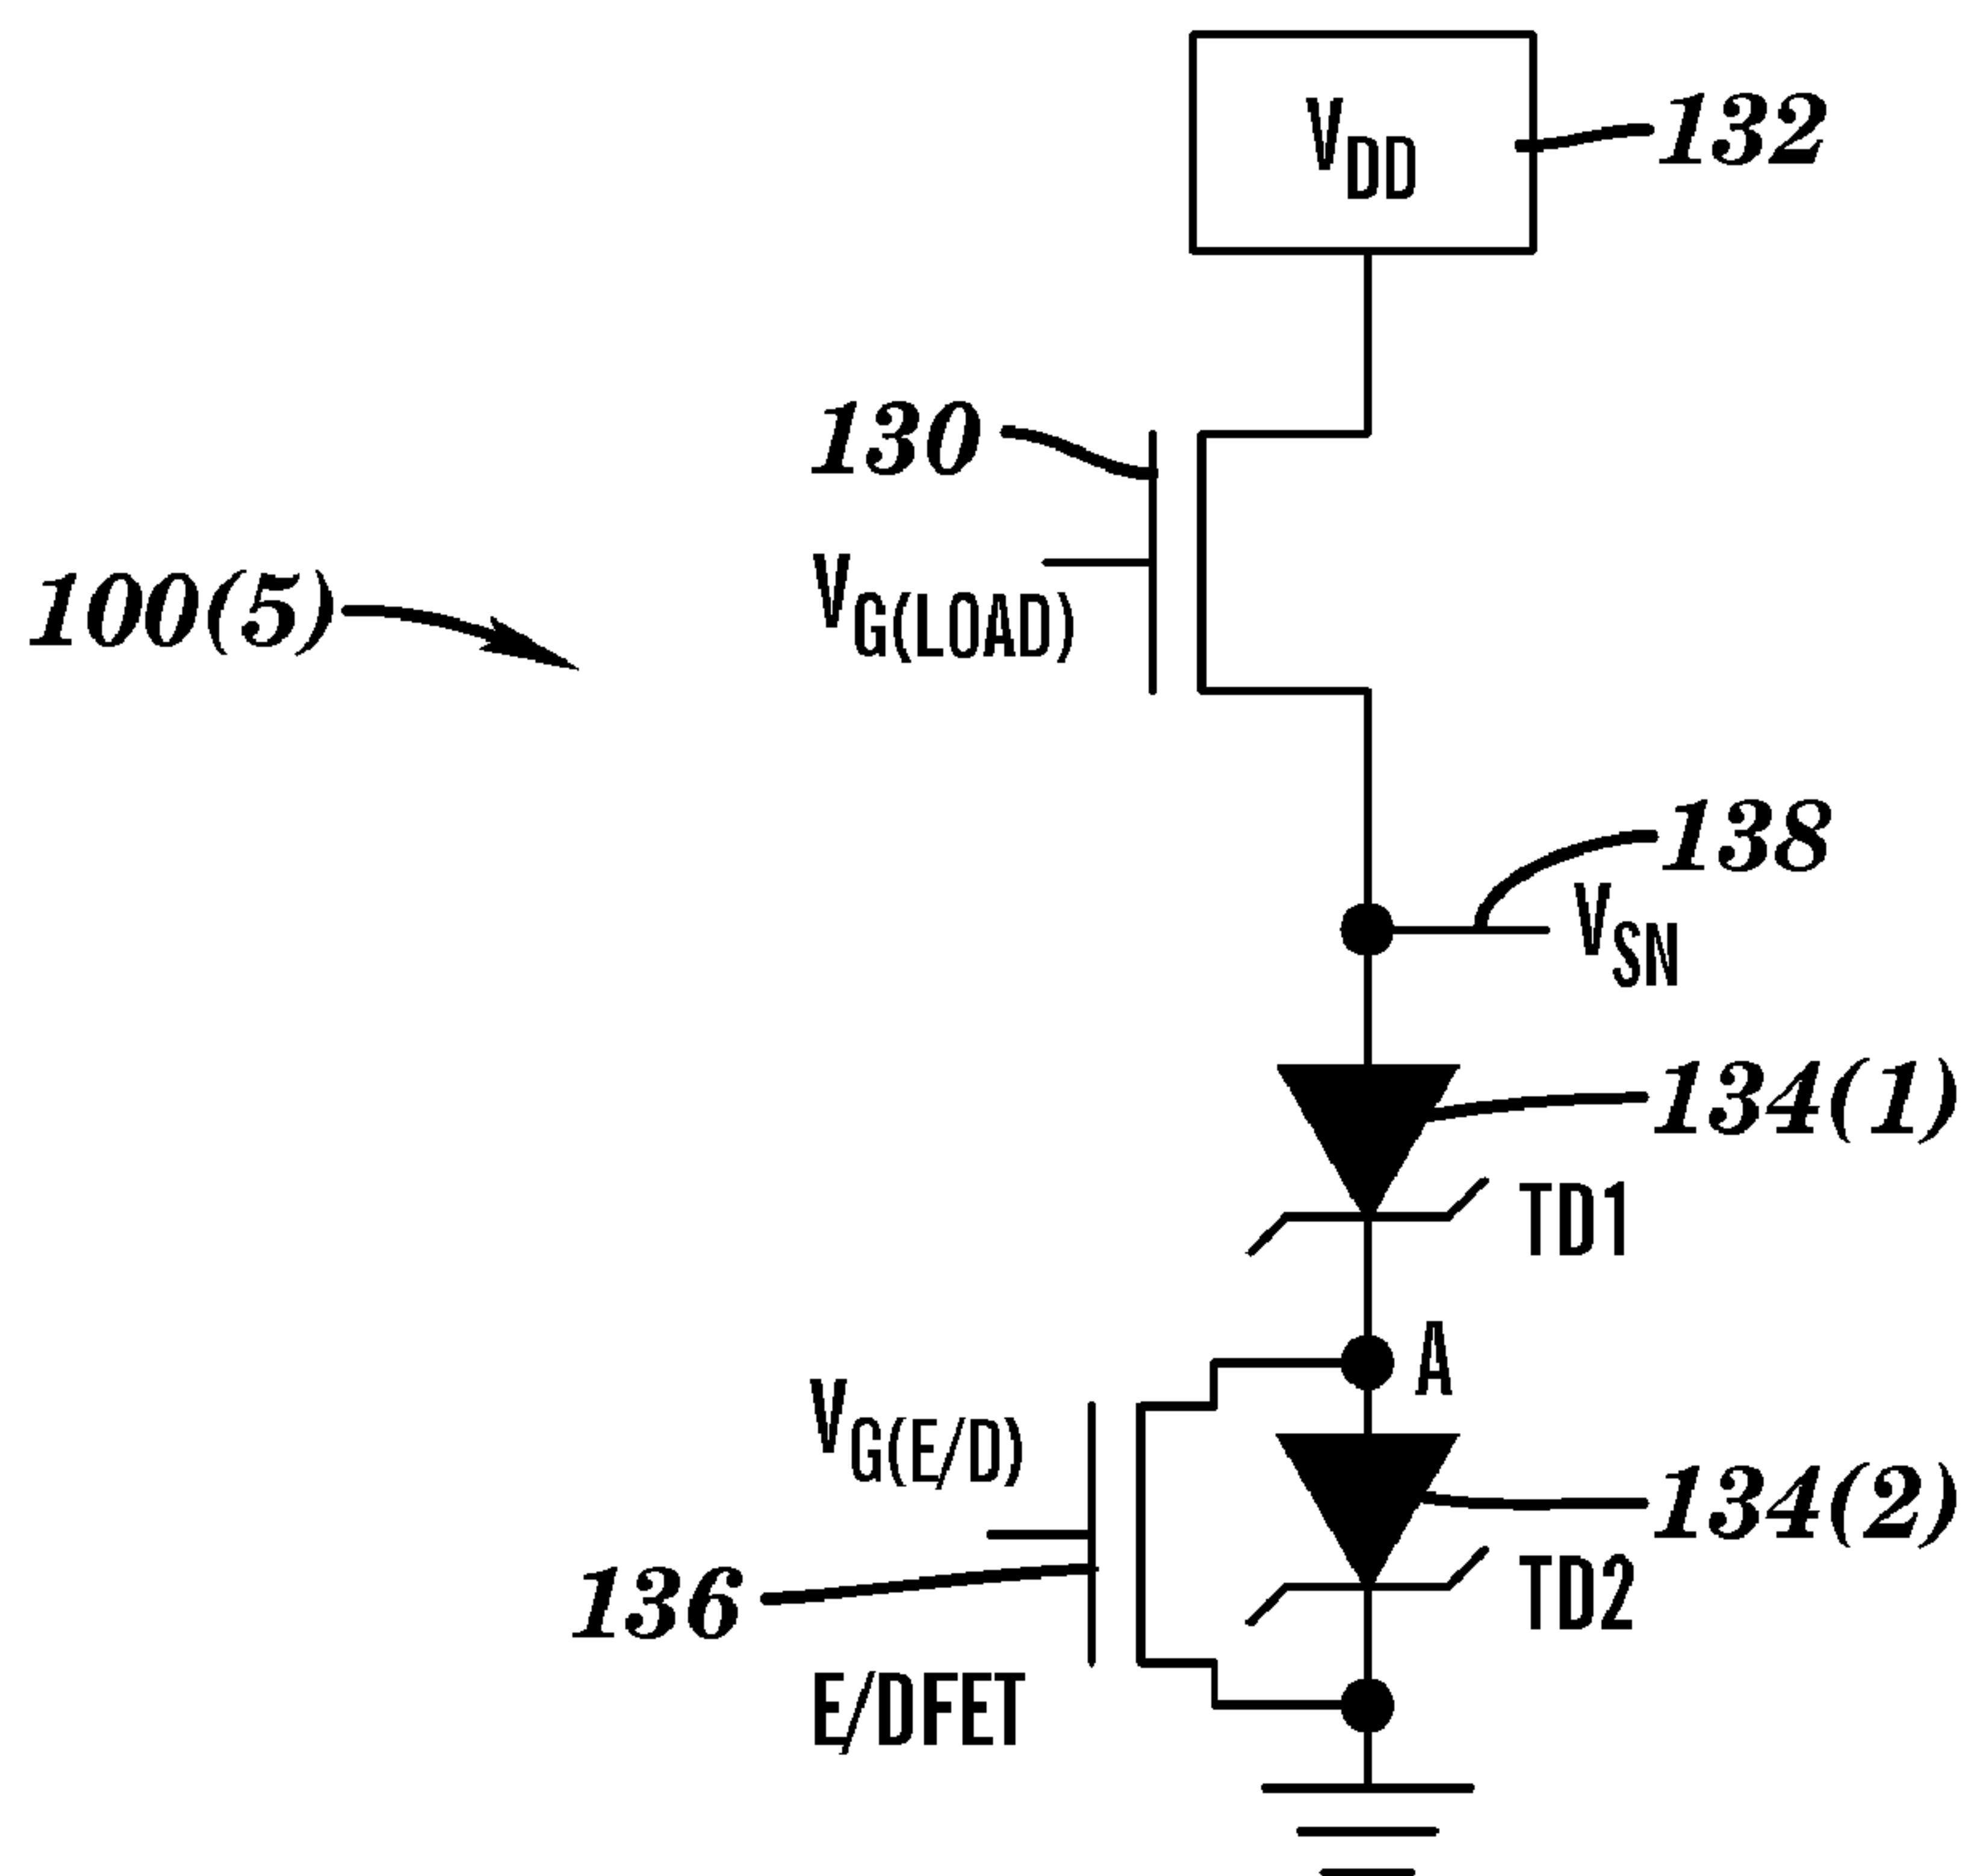 VDD
132
130
VG(LOAD)
100(5)
138
VSN
134(1)
TD1
A
VG(E/D)
134(2)
136
TD2
E/DFET